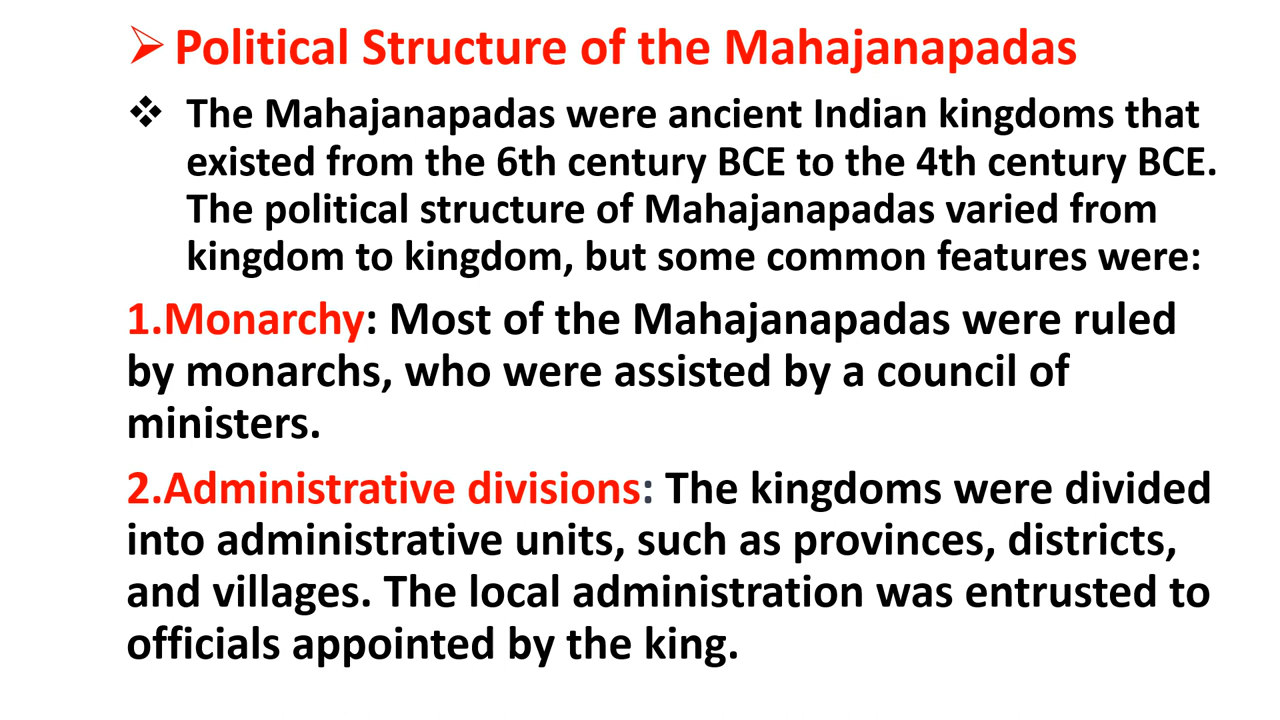 Political Structure of the Mahajanapadas
The Mahajanapadas were ancient Indian kingdoms that
existed from the 6th century BCE to the 4th century BCE.
The political structure of Mahajanapadas varied from
kingdom to kingdom, but some common features were:
1.Monarchy: Most of the Mahajanapadas were ruled
by monarchs, who were assisted by a council of
ministers.
2.Administrative divisions: The kingdoms were divided
into administrative units, such as provinces, districts,
and villages. The local administration was entrusted to
officials appointed by the king.